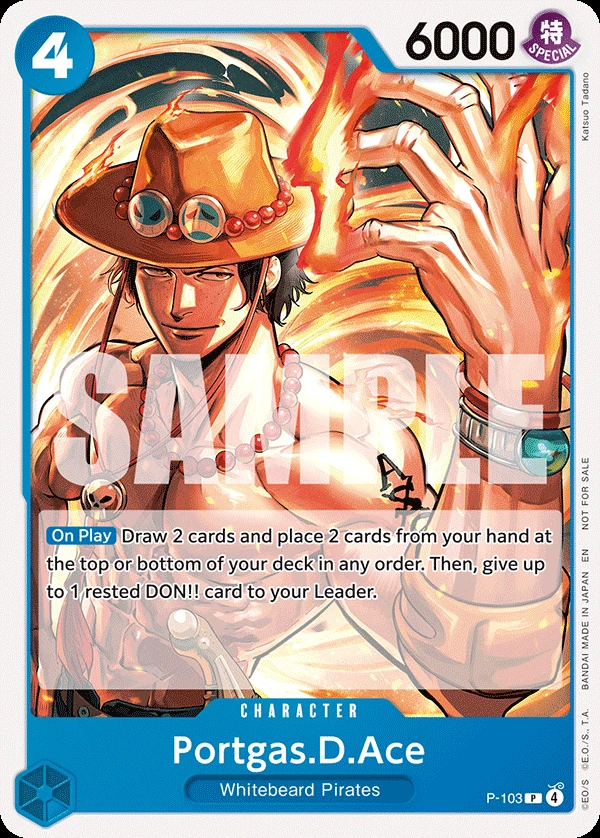 4
6000
特
SPECIAL
Katsuo Tadano
SAMPLE
ASCE
On Play Draw 2 cards and place 2 cards from your hand at
the top or bottom of your deck in any order. Then, give up
to 1 rested DON!! card to your Leader.
CHARACTER
Portgas.D.Ace
Whitebeard Pirates
P-103 P 4
©EO/S ©E.O./S., T.A. BANDAI MADE IN JAPAN EN NOT FOR SALE